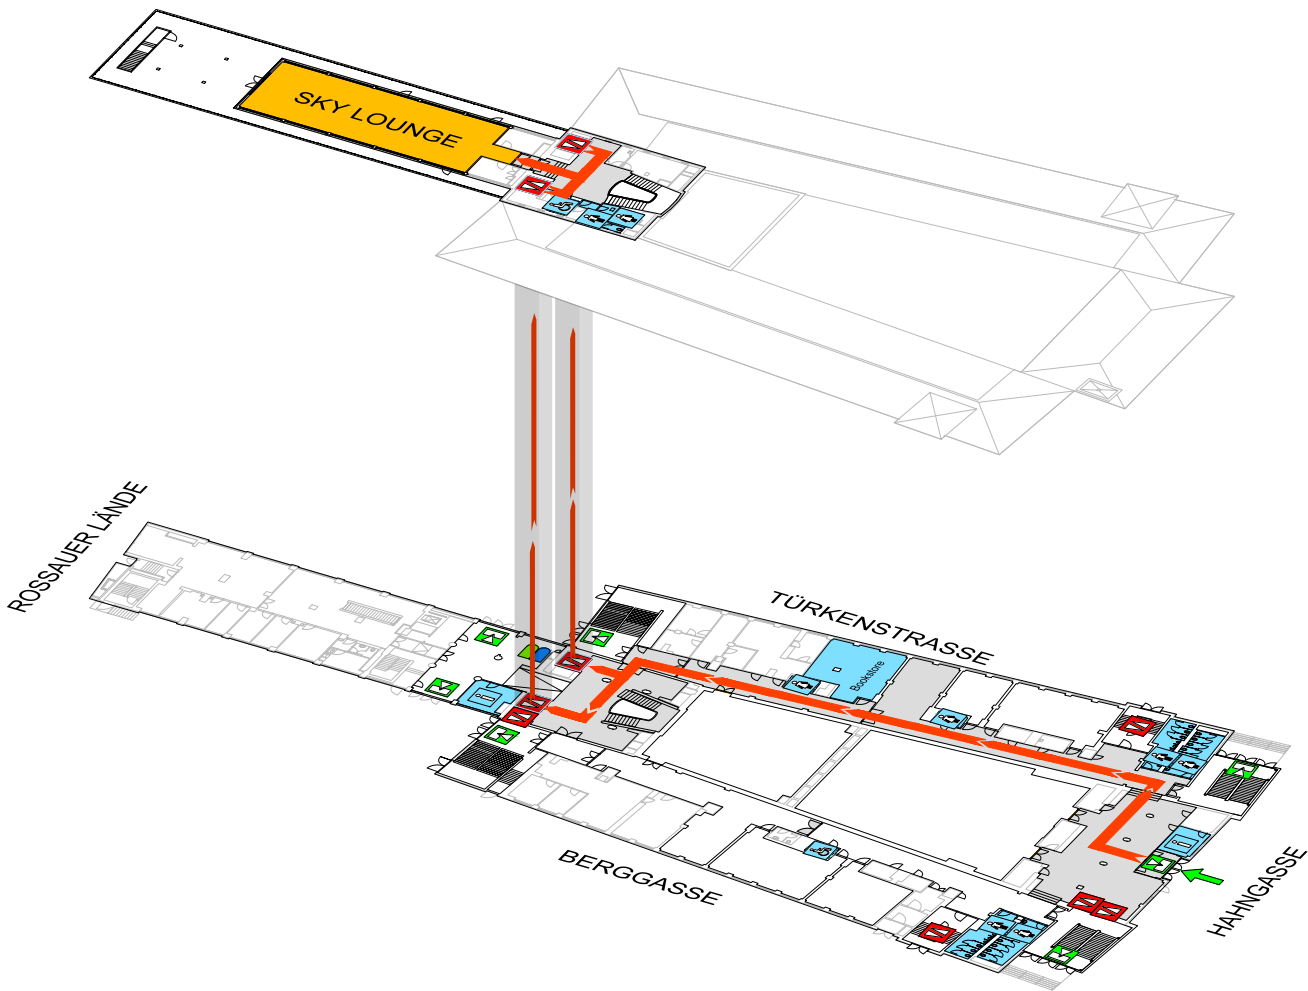 SKY LOUNGE
ROSSAUER LÄNDE
TÜRKENSTRASSE
Bookstore
i
i
BERGGASSE
HAHNGASSE